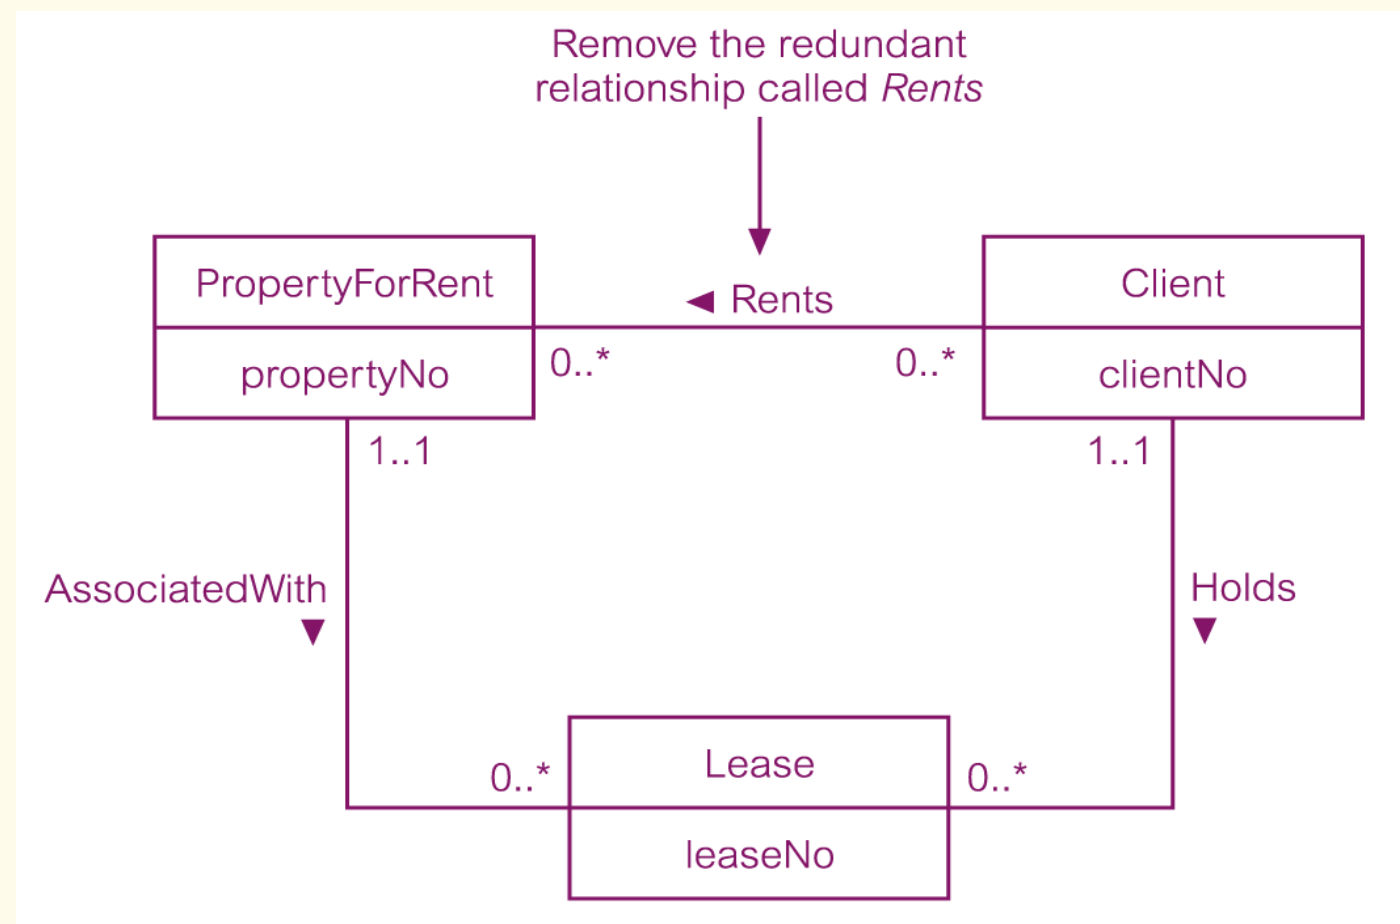 Remove the redundant
relationship called Rents
PropertyForRent
Client
◄ Rents
propertyNo
0..*
0..*
clientNo
1..1
1..1
AssociatedWith
▼
Holds
▼
0..*
Lease
0..*
leaseNo